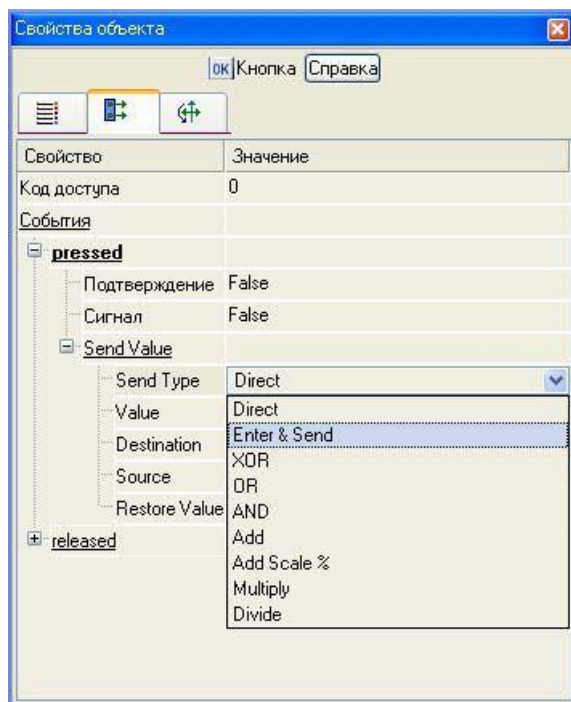 Свойства объекта
OK Кнопка Справка
Свойство Значение
Код доступа 0
События
pressed
Подтверждение False
Сигнал False
Send Value
Send Type Direct
Value Direct
Destination Enter & Send
XOR
Source OR
Restore Value AND
released Add
Add Scale %
Multiply
Divide